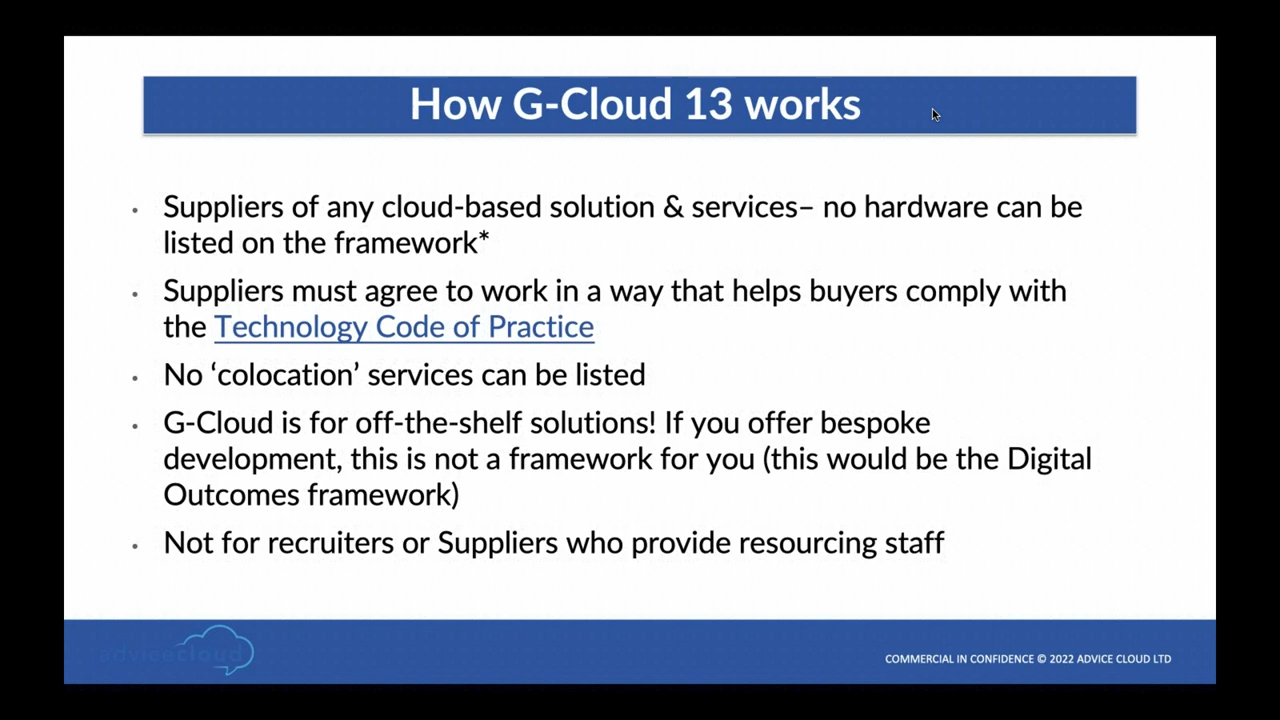 How G-Cloud 13 works
• Suppliers of any cloud-based solution & services– no hardware can be
listed on the framework*
• Suppliers must agree to work in a way that helps buyers comply with
the Technology Code of Practice
• No ‘colocation’ services can be listed
• G-Cloud is for off-the-shelf solutions! If you offer bespoke
development, this is not a framework for you (this would be the Digital
Outcomes framework)
• Not for recruiters or Suppliers who provide resourcing staff
advicecloud
COMMERCIAL IN CONFIDENCE © 2022 ADVICE CLOUD LTD